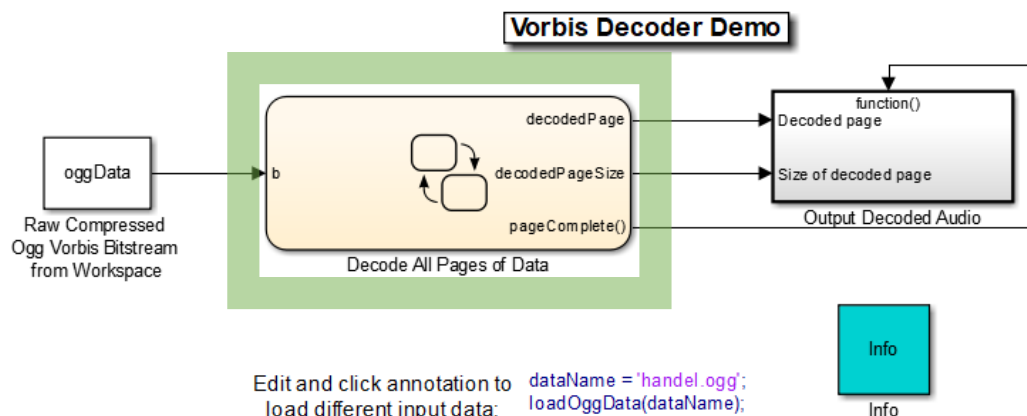 Vorbis Decoder Demo
oggData
Raw Compressed
Ogg Vorbis Bitstream
from Workspace
b
decodedPage
decodedPageSize
pageComplete()
Decode All Pages of Data
function()
Decoded page
Size of decoded page
Output Decoded Audio
Edit and click annotation to
load different input data:
dataName = 'handel.ogg';
loadOggData(dataName);
Info
Info